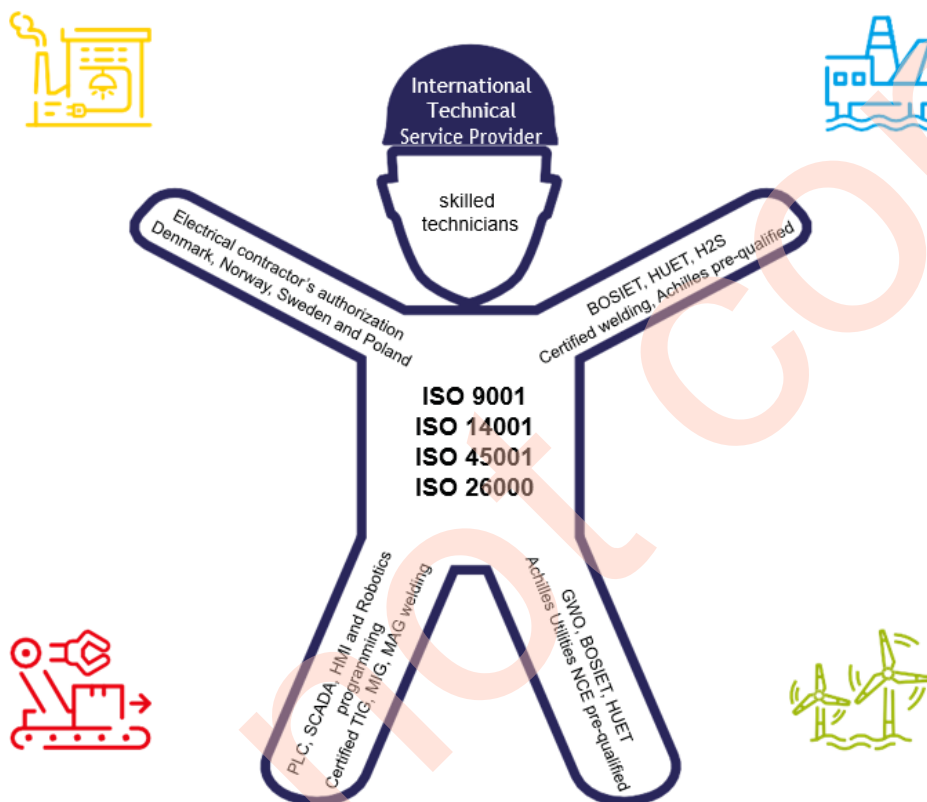 International
Technical
Service Provider
skilled
technicians
Electrical contractor's authorization
Denmark, Norway, Sweden and Poland
BOSIET, HUET, H2S
Certified welding, Achilles pre-qualified
ISO 9001
ISO 14001
ISO 45001
ISO 26000
PLC, SCADA, HMI and Robotics
programming
Certified TIG, MIG, MAG welding
GWO, BOSIET, HUET
Achilles Utilities NCE pre-qualified
not co